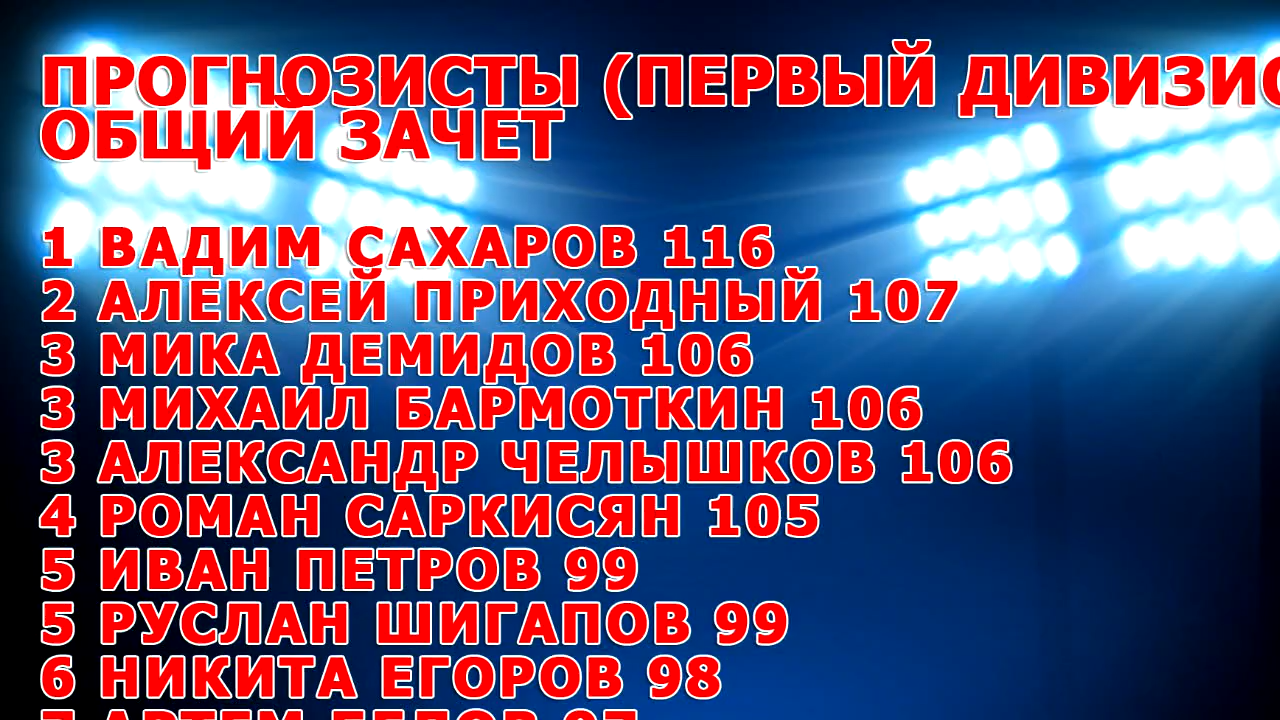 ПРОГНОЗИСТЫ (ПЕРВЫЙ ДИВИЗИО
ОБЩИЙ ЗАЧЕТ
1 ВАДИМ САХАРОВ 116
2 АЛЕКСЕЙ ПРИХОДНЫЙ 107
3 МИКА ДЕМИДОВ 106
3 МИХАИЛ БАРМОТКИН 106
3 АЛЕКСАНДР ЧЕЛЫШКОВ 106
4 РОМАН САРКИСЯН 105
5 ИВАН ПЕТРОВ 99
5 РУСЛАН ШИГАПОВ 99
6 НИКИТА ЕГОРОВ 98